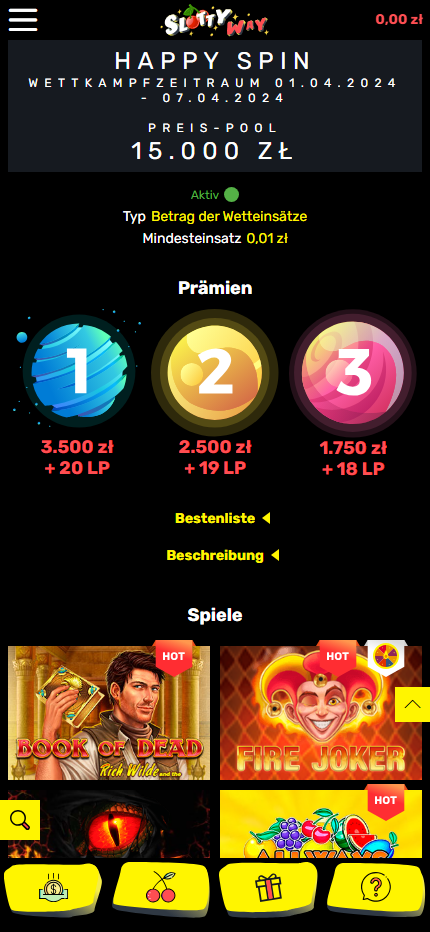 SLOTTY WAY
0,00 zł
HAPPY SPIN
WETTKAMPFZEITRAUM 01.04.2024
- 07.04.2024
PREIS-POOL
15.000 ZŁ
Aktiv
Typ Betrag der Wetteinsätze
Mindesteinsatz 0,01 zł
Prämien
1 2 3
3.500 zł 2.500 zł 1.750 zł
+ 20 LP + 19 LP + 18 LP
Bestenliste
Beschreibung
Spiele
HOT HOT
BOOK OF DEAD FIRE JOKER
Rich Wilde and the
HOT
ALLWAYS